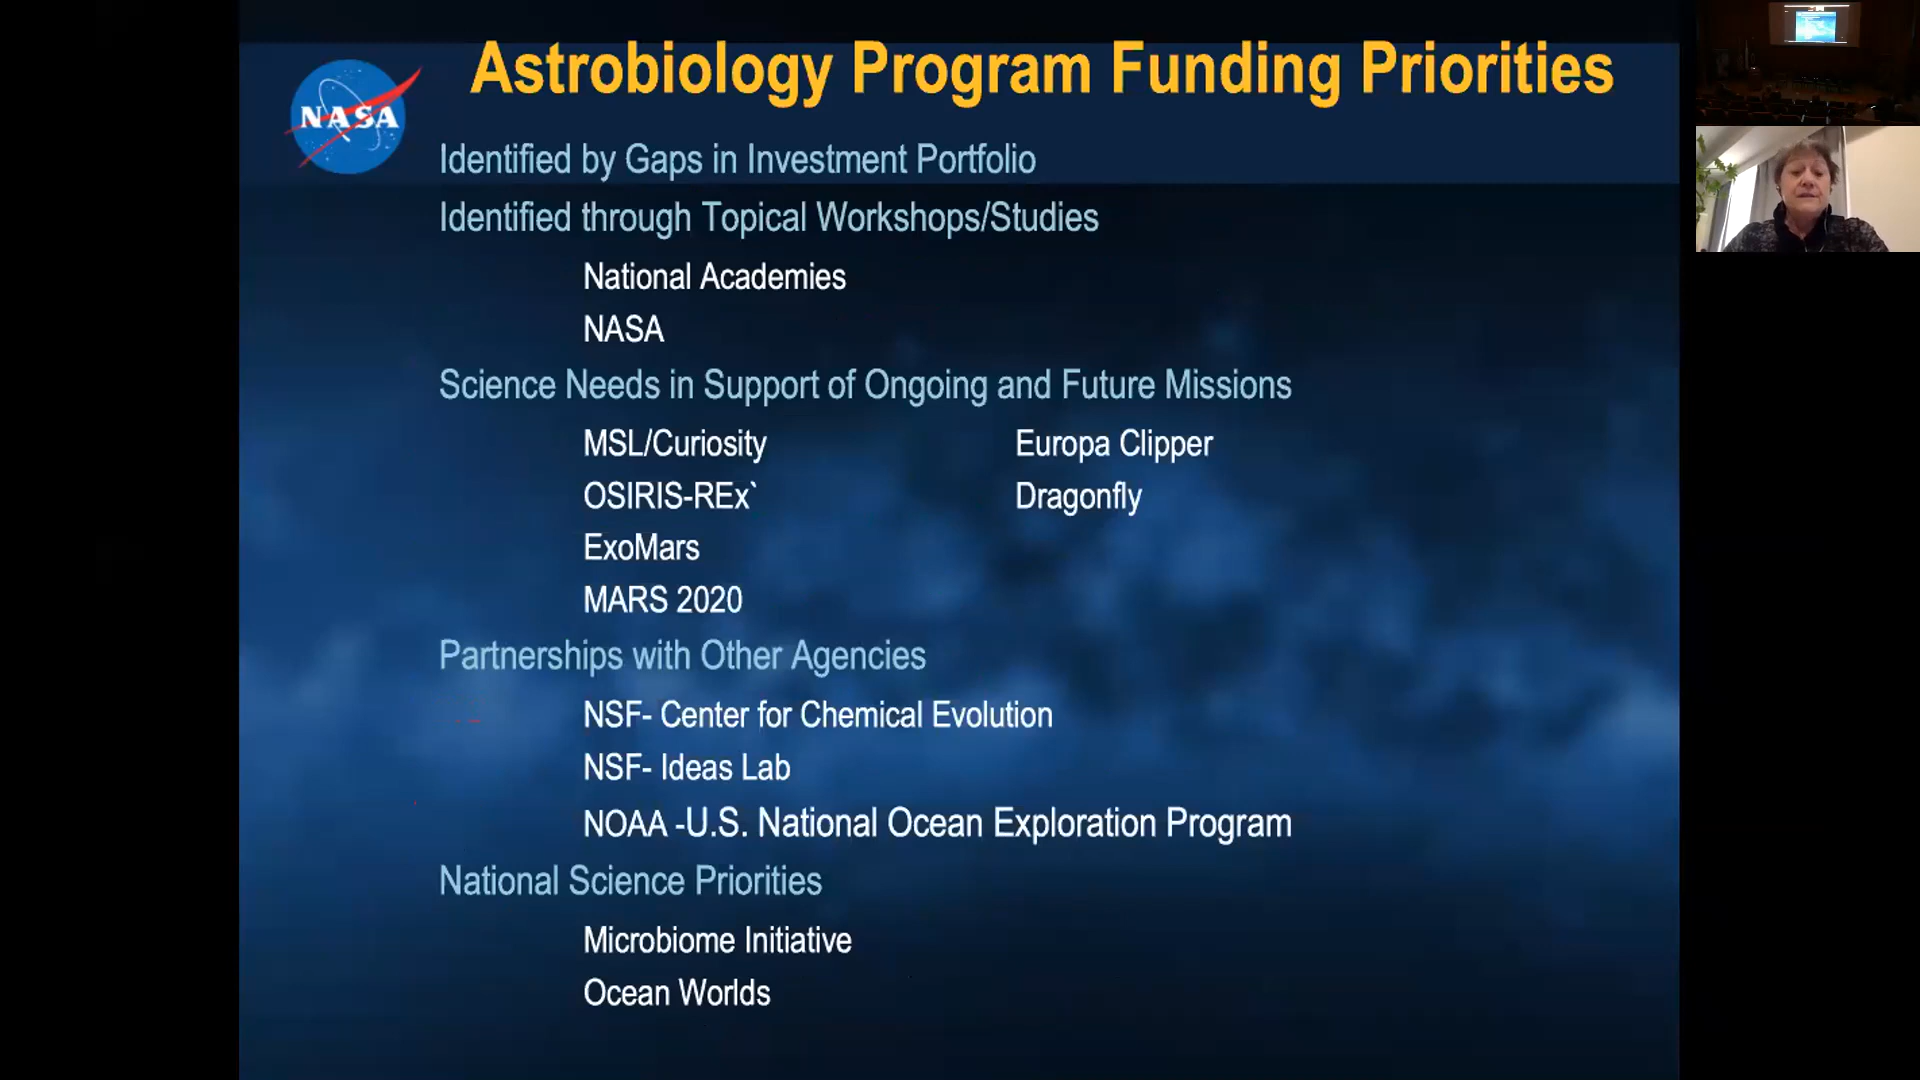 Astrobiology Program Funding Priorities
NASA
Identified by Gaps in Investment Portfolio
Identified through Topical Workshops/Studies
National Academies
NASA
Science Needs in Support of Ongoing and Future Missions
MSL/Curiosity
Europa Clipper
OSIRIS-REx`
Dragonfly
ExoMars
MARS 2020
Partnerships with Other Agencies
NSF- Center for Chemical Evolution
NSF- Ideas Lab
NOAA -U.S. National Ocean Exploration Program
National Science Priorities
Microbiome Initiative
Ocean Worlds